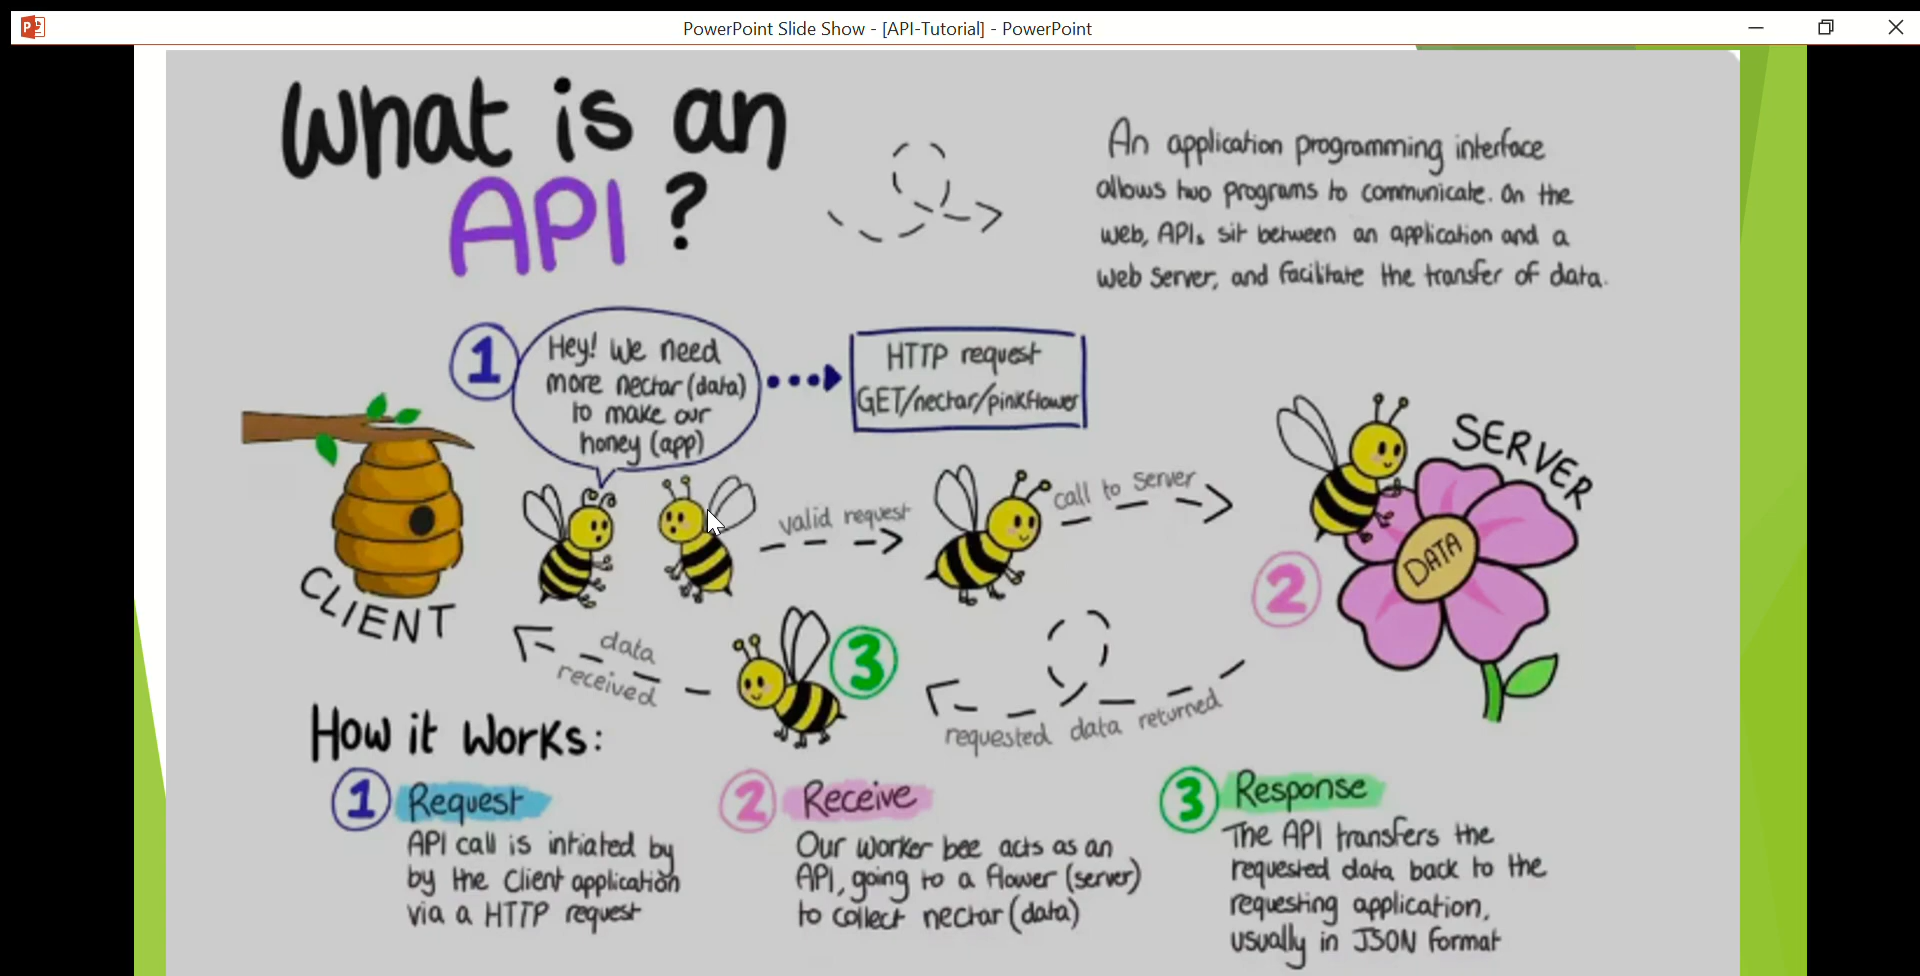 PowerPoint Slide Show - [API-Tutorial] - PowerPoint
What is an
API ?
An application programming interface
allows two programs to communicate. On the
web, APIs sit between an application and a
web server, and facilitate the transfer of data.
1
Hey! We need
more nectar (data)
to make our
honey (app)
HTTP request
GET/nectar/pinkflower
CLIENT
valid request
call to server
SERVER
DATA
2
data
received
3
requested data returned
How it Works:
1 Request
API call is intiated by
by the Client application
via a HTTP request
2 Receive
Our worker bee acts as an
API, going to a flower (server)
to collect nectar (data)
3 Response
The API transfers the
requested data back to the
requesting application,
usually in JSON format